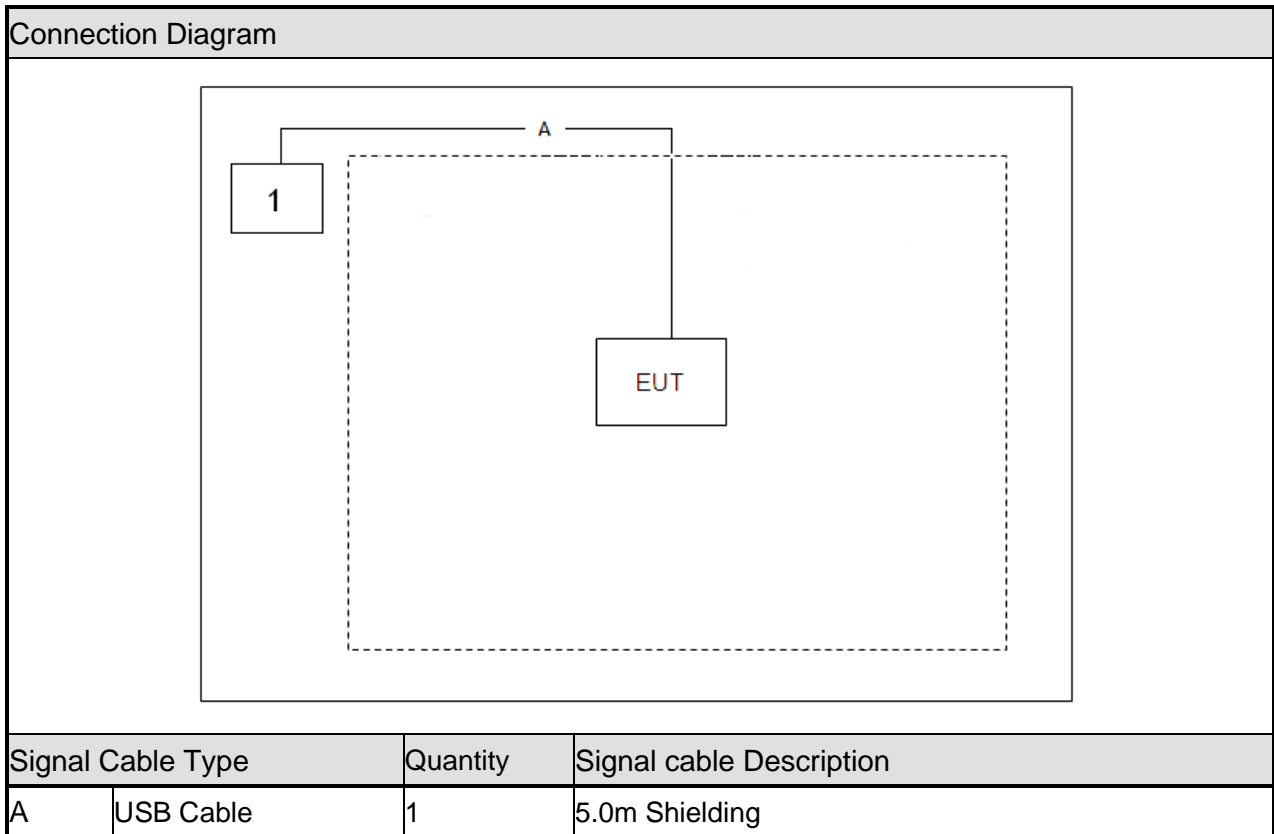 Connection Diagram
A
1
EUT
Signal Cable Type Quantity Signal cable Description
A USB Cable 1 5.0m Shielding